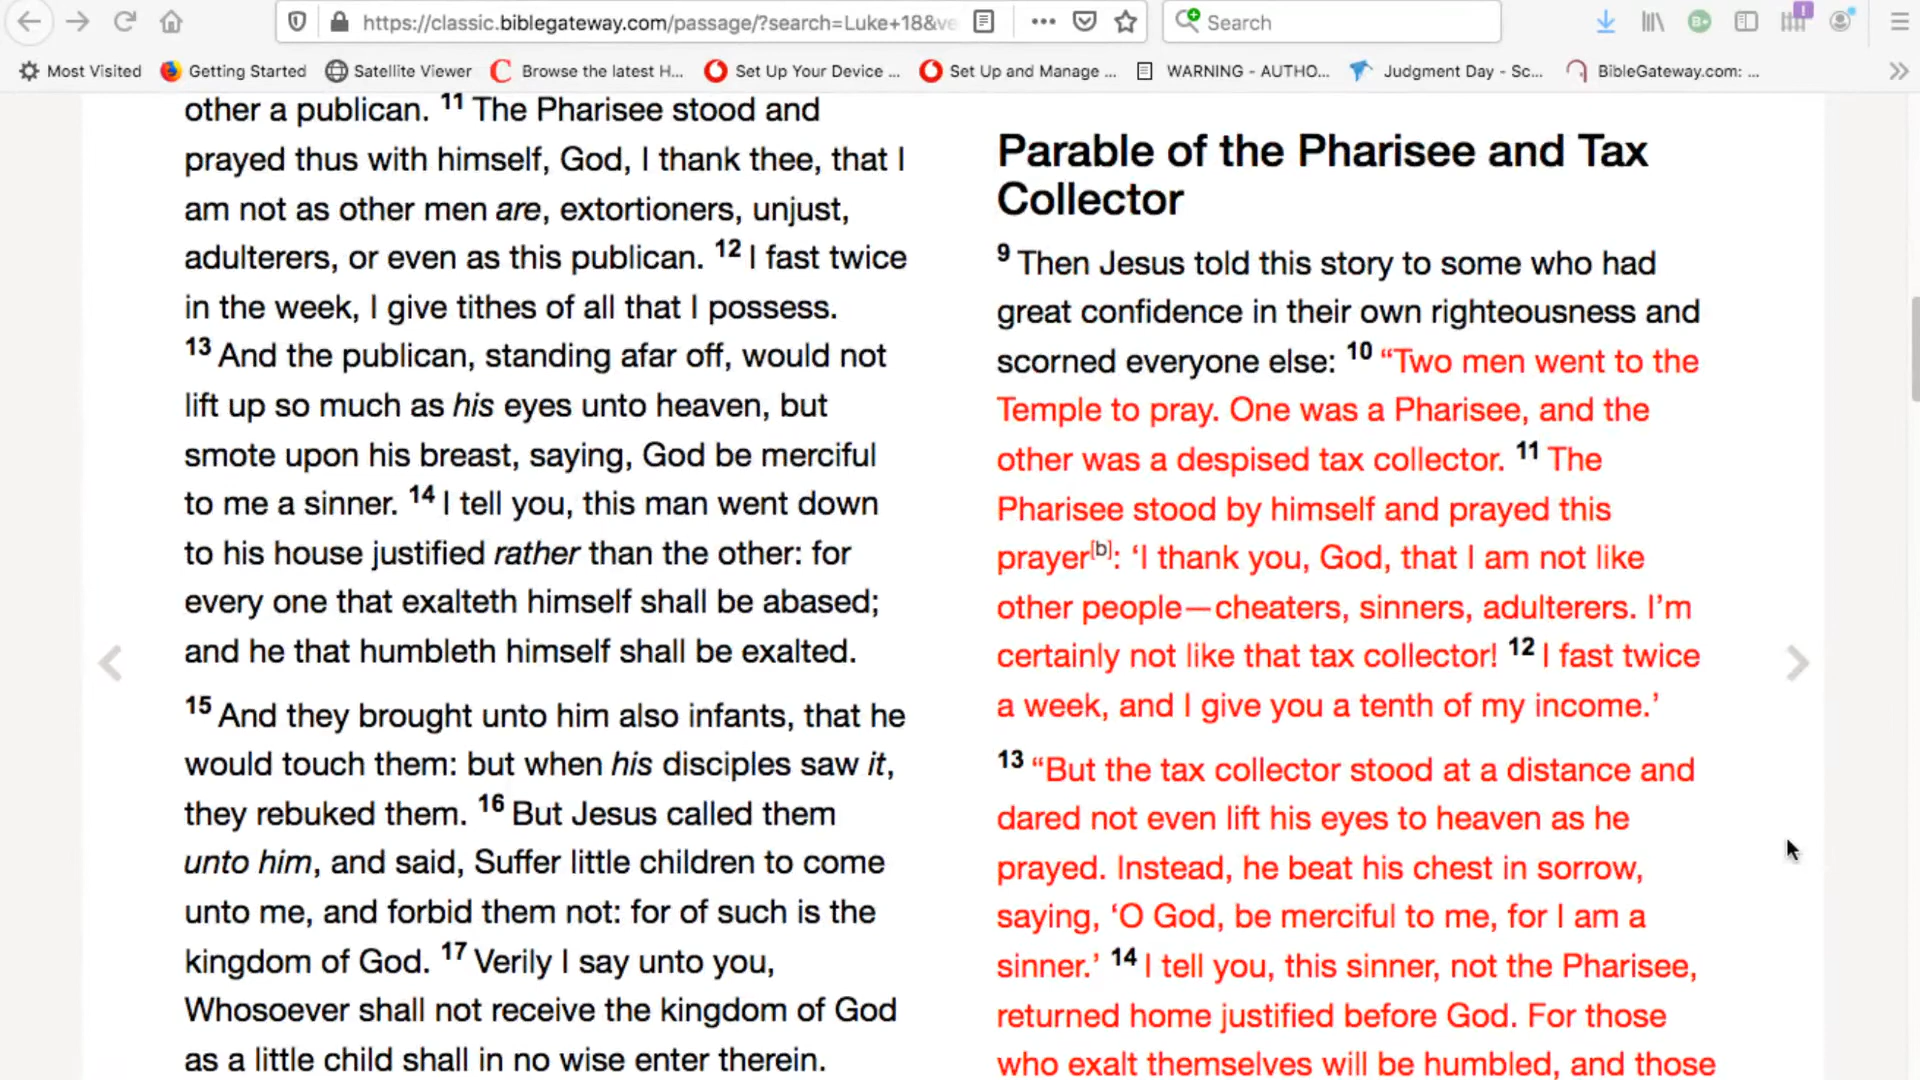 https://classic.biblegateway.com/passage/?search=Luke+18&ve
Search
Most Visited
Getting Started
Satellite Viewer
Browse the latest H...
Set Up Your Device ...
Set Up and Manage ...
WARNING - AUTHO...
Judgment Day - Sc...
BibleGateway.com: ...
other a publican. 11 The Pharisee stood and
prayed thus with himself, God, I thank thee, that I
am not as other men are, extortioners, unjust,
adulterers, or even as this publican. 12 I fast twice
in the week, I give tithes of all that I possess.
13 And the publican, standing afar off, would not
lift up so much as his eyes unto heaven, but
smote upon his breast, saying, God be merciful
to me a sinner. 14 I tell you, this man went down
to his house justified rather than the other: for
every one that exalteth himself shall be abased;
and he that humbleth himself shall be exalted.
15 And they brought unto him also infants, that he
would touch them: but when his disciples saw it,
they rebuked them. 16 But Jesus called them
unto him, and said, Suffer little children to come
unto me, and forbid them not: for of such is the
kingdom of God. 17 Verily I say unto you,
Whosoever shall not receive the kingdom of God
as a little child shall in no wise enter therein.
Parable of the Pharisee and Tax
Collector
9 Then Jesus told this story to some who had
great confidence in their own righteousness and
scorned everyone else: 10 “Two men went to the
Temple to pray. One was a Pharisee, and the
other was a despised tax collector. 11 The
Pharisee stood by himself and prayed this
prayer[b]: ‘I thank you, God, that I am not like
other people—cheaters, sinners, adulterers. I’m
certainly not like that tax collector! 12 I fast twice
a week, and I give you a tenth of my income.’
13 “But the tax collector stood at a distance and
dared not even lift his eyes to heaven as he
prayed. Instead, he beat his chest in sorrow,
saying, ‘O God, be merciful to me, for I am a
sinner.’ 14 I tell you, this sinner, not the Pharisee,
returned home justified before God. For those
who exalt themselves will be humbled, and those